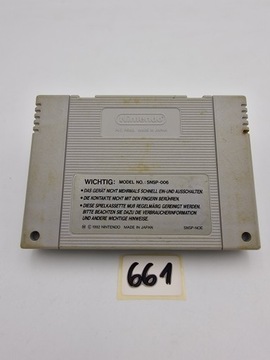 Nintendo
WICHTIG: MODEL NO.: SNSP-006
• DAS GERÄT NICHT MEHRMALS SCHNELL EIN-UND AUSSCHALTEN
• DIE KONTAKTE NICHT MIT DEN FINGERN BERÜHREN.
• DIESE SPIELKASSETTE NUR REGELMÄßIG GEREINIGT WERDEN.
BITTE BEACHTEN SIE DAZU DIE VERBRAUCHERINFORMATION
UND ANDERE WICHTIGE HINWEISE.
© 1992 NINTENDO MADE IN JAPAN
661